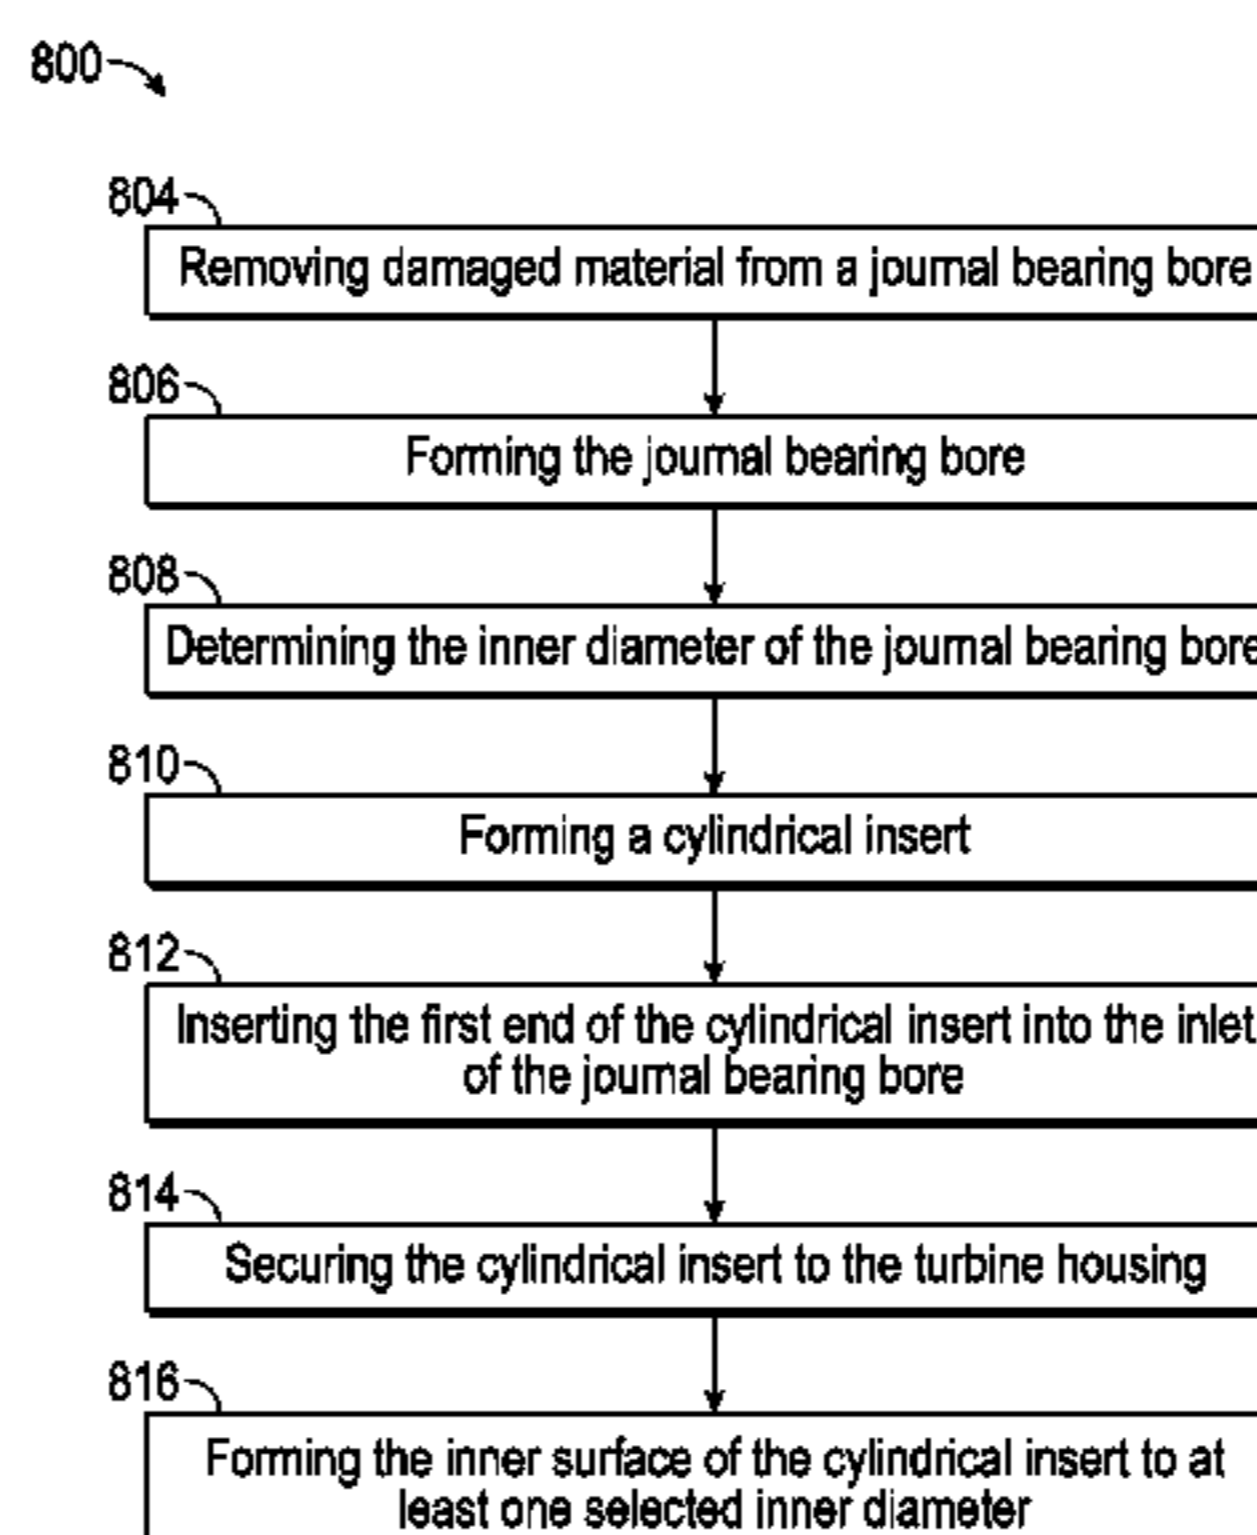 800
804
Removing damaged material from a journal bearing bore
806
Forming the journal bearing bore
808
Determining the inner diameter of the journal bearing bore
810
Forming a cylindrical insert
812
Inserting the first end of the cylindrical insert into the inlet
of the journal bearing bore
814
Securing the cylindrical insert to the turbine housing
816
Forming the inner surface of the cylindrical insert to at
least one selected inner diameter